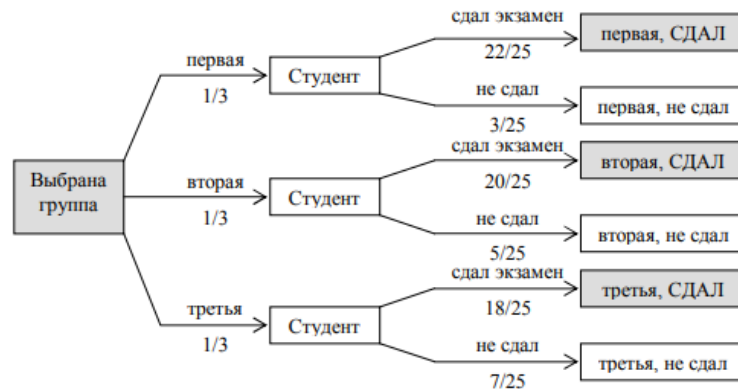 сдал экзамен
22/25
первая, СДАЛ
первая
1/3
Студент
не сдал
3/25
первая, не сдал
Выбрана
группа
сдал экзамен
20/25
вторая, СДАЛ
вторая
1/3
Студент
не сдал
5/25
вторая, не сдал
сдал экзамен
18/25
третья, СДАЛ
третья
1/3
Студент
не сдал
7/25
третья, не сдал